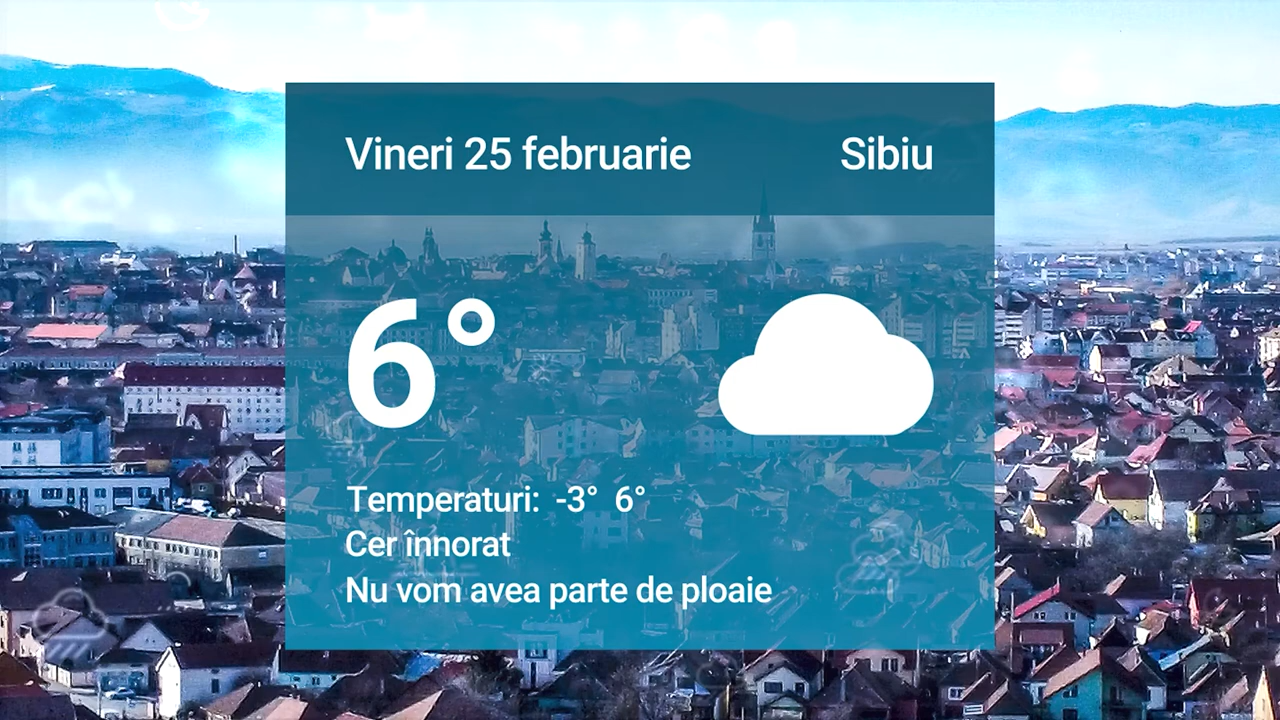 Vineri 25 februarie Sibiu
6°
Temperaturi: -3° 6°
Cer înnorat
Nu vom avea parte de ploaie